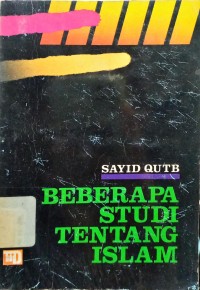 SAYID QUTB
BEBERAPA
STUDI
TENTANG
ISLAM